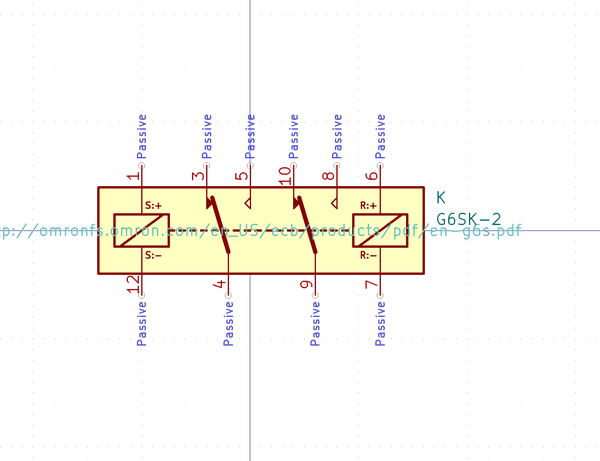 Passive Passive Passive Passive Passive Passive
1 3 5 10 8 6
K
G6SK-2
S:+ R:+
p://omronfs.omron.com/en_US/ecb/products/pdf/en-g6s.pdf
S:- R:-
12 4 9 7
Passive Passive Passive Passive